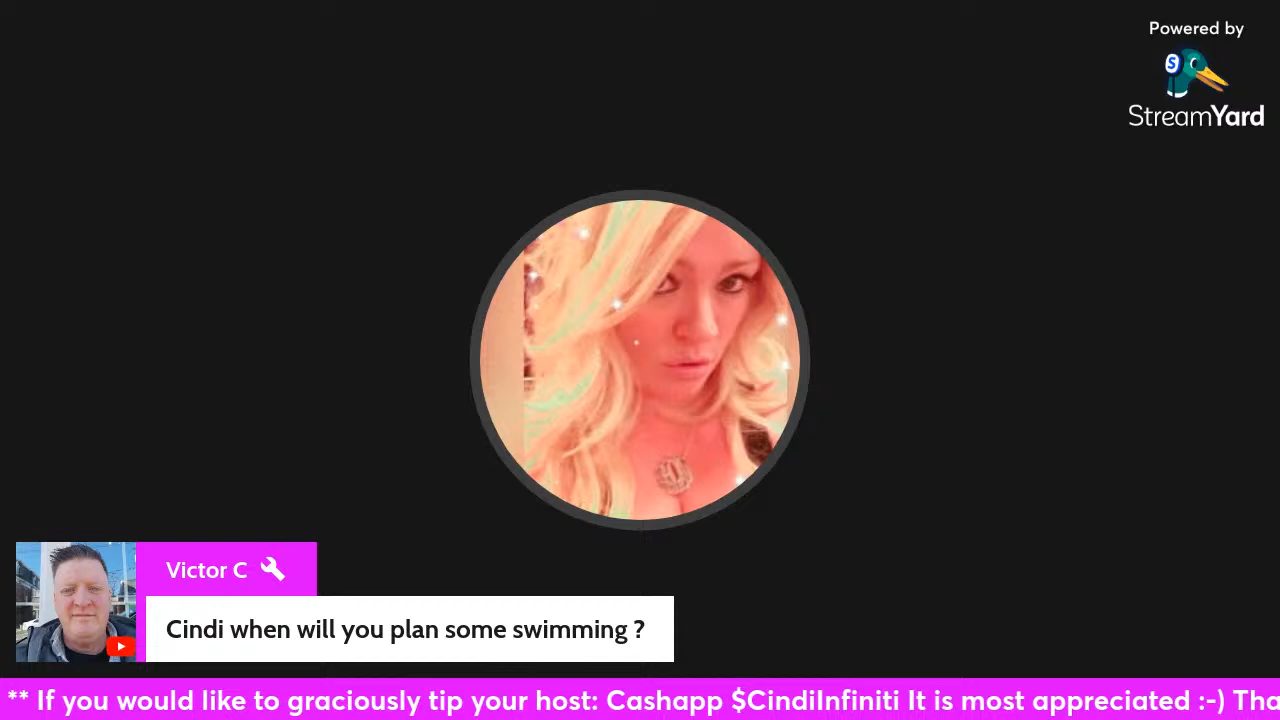 Powered by
S
StreamYard
Victor C
Cindi when will you plan some swimming ?
** If you would like to graciously tip your host: Cashapp $CindiInfiniti It is most appreciated :-) Tha